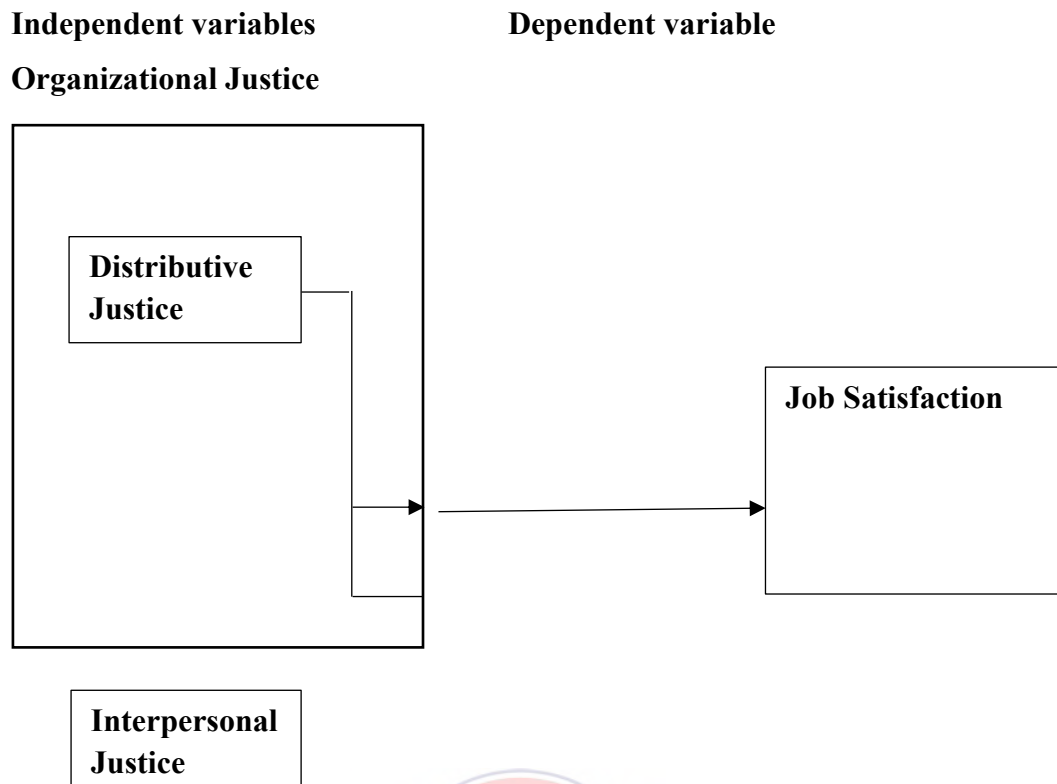 Independent variables Dependent variable
Organizational Justice
Distributive
Justice
Job Satisfaction
Interpersonal
Justice